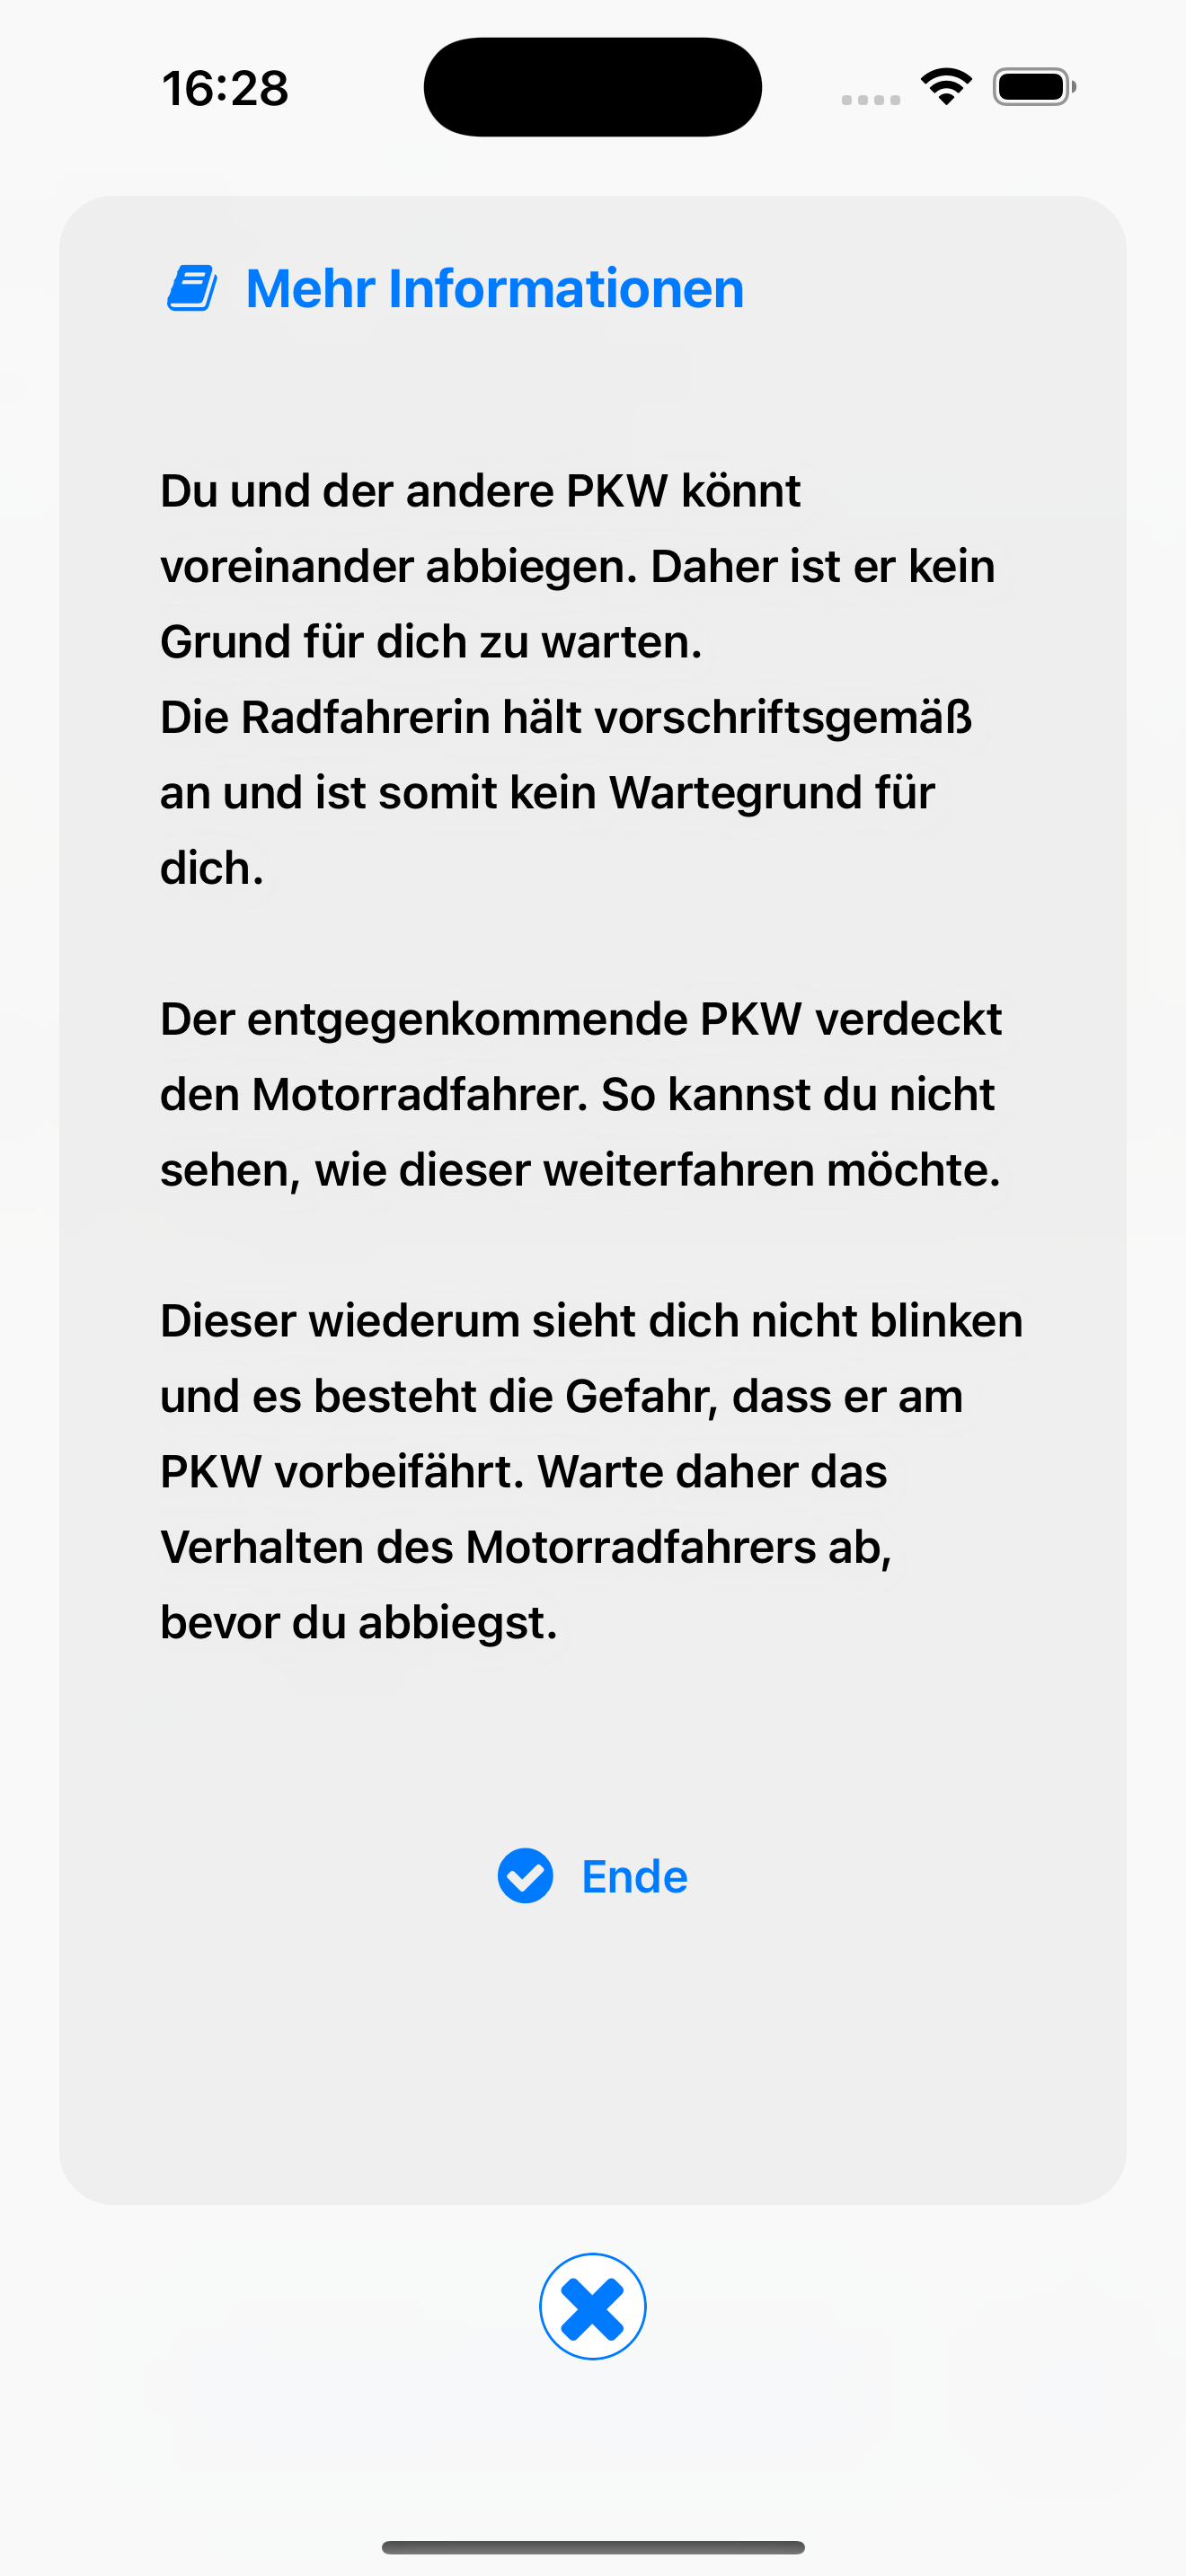 16:28
Mehr Informationen
Du und der andere PKW könnt
voreinander abbiegen. Daher ist er kein
Grund für dich zu warten.
Die Radfahrerin hält vorschriftsgemäß
an und ist somit kein Wartegrund für
dich.
Der entgegenkommende PKW verdeckt
den Motorradfahrer. So kannst du nicht
sehen, wie dieser weiterfahren möchte.
Dieser wiederum sieht dich nicht blinken
und es besteht die Gefahr, dass er am
PKW vorbeifährt. Warte daher das
Verhalten des Motorradfahrers ab,
bevor du abbiegst.
Ende